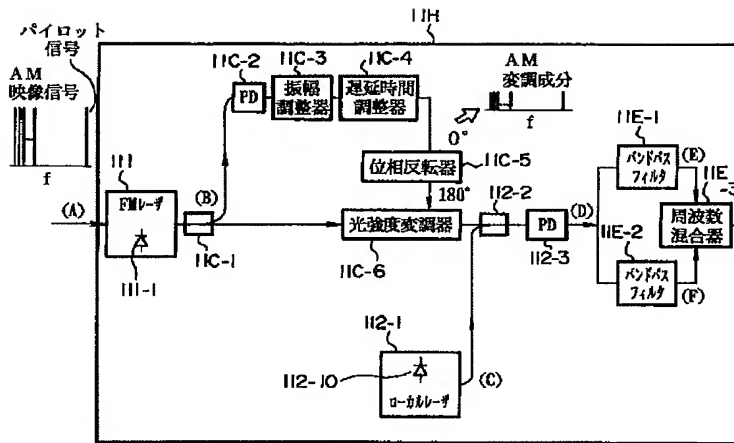 11H
パイロット
信号
AM
映像信号
f
(A)
11C-2
PD
11C-3
振幅
調整器
11C-4
遅延時間
調整器
AM
変調成分
f
0°
位相反転器
11C-5
180°
111
FMレーザ
111-1
(B)
11C-1
光強度変調器
11C-6
112-2
PD
112-3
(D)
11E-1
バンドパス
フィルタ
(E)
11E
-3
周波数
混合器
11E-2
バンドパス
フィルタ
(F)
112-1
112-10
ローカルレーザ
(C)